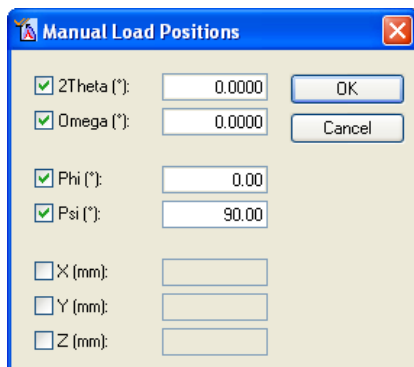 Manual Load Positions
2Theta (°): 0.0000 OK
Omega (°): 0.0000 Cancel
Phi (°): 0.00
Psi (°): 90.00
X (mm):
Y (mm):
Z (mm):